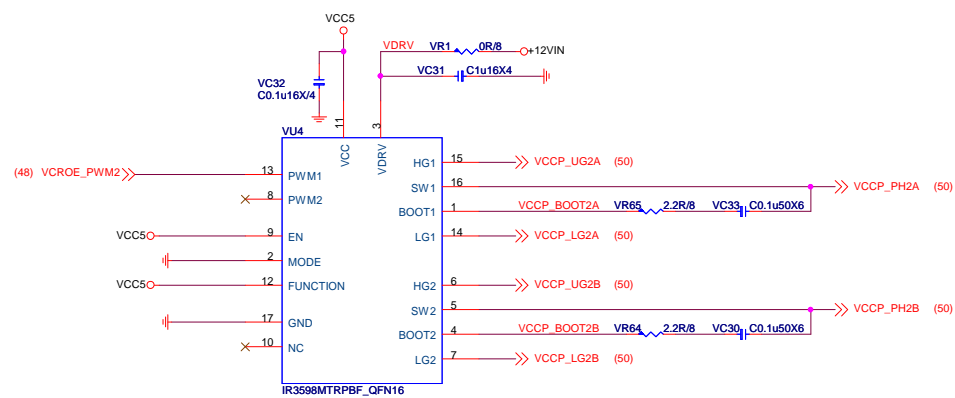 VCC5
VDRV VR1 0R/8 +12VIN
VC31 C1u16X4
VC32
C0.1u16X/4
VU4
11 3
VCC VDRV
(48) VCROE_PWM2 13 PWM1 HG1 15 VCCP_UG2A (50)
SW1 16 VCCP_PH2A (50)
8 PWM2 BOOT1 1 VCCP_BOOT2A VR65 2.2R/8 VC33 C0.1u50X6
VCC5 9 EN LG1 14 VCCP_LG2A (50)
2 MODE
VCC5 12 FUNCTION HG2 6 VCCP_UG2B (50)
SW2 5 VCCP_PH2B (50)
17 GND BOOT2 4 VCCP_BOOT2B VR64 2.2R/8 VC30 C0.1u50X6
10 NC LG2 7 VCCP_LG2B (50)
IR3598MTRPBF_QFN16